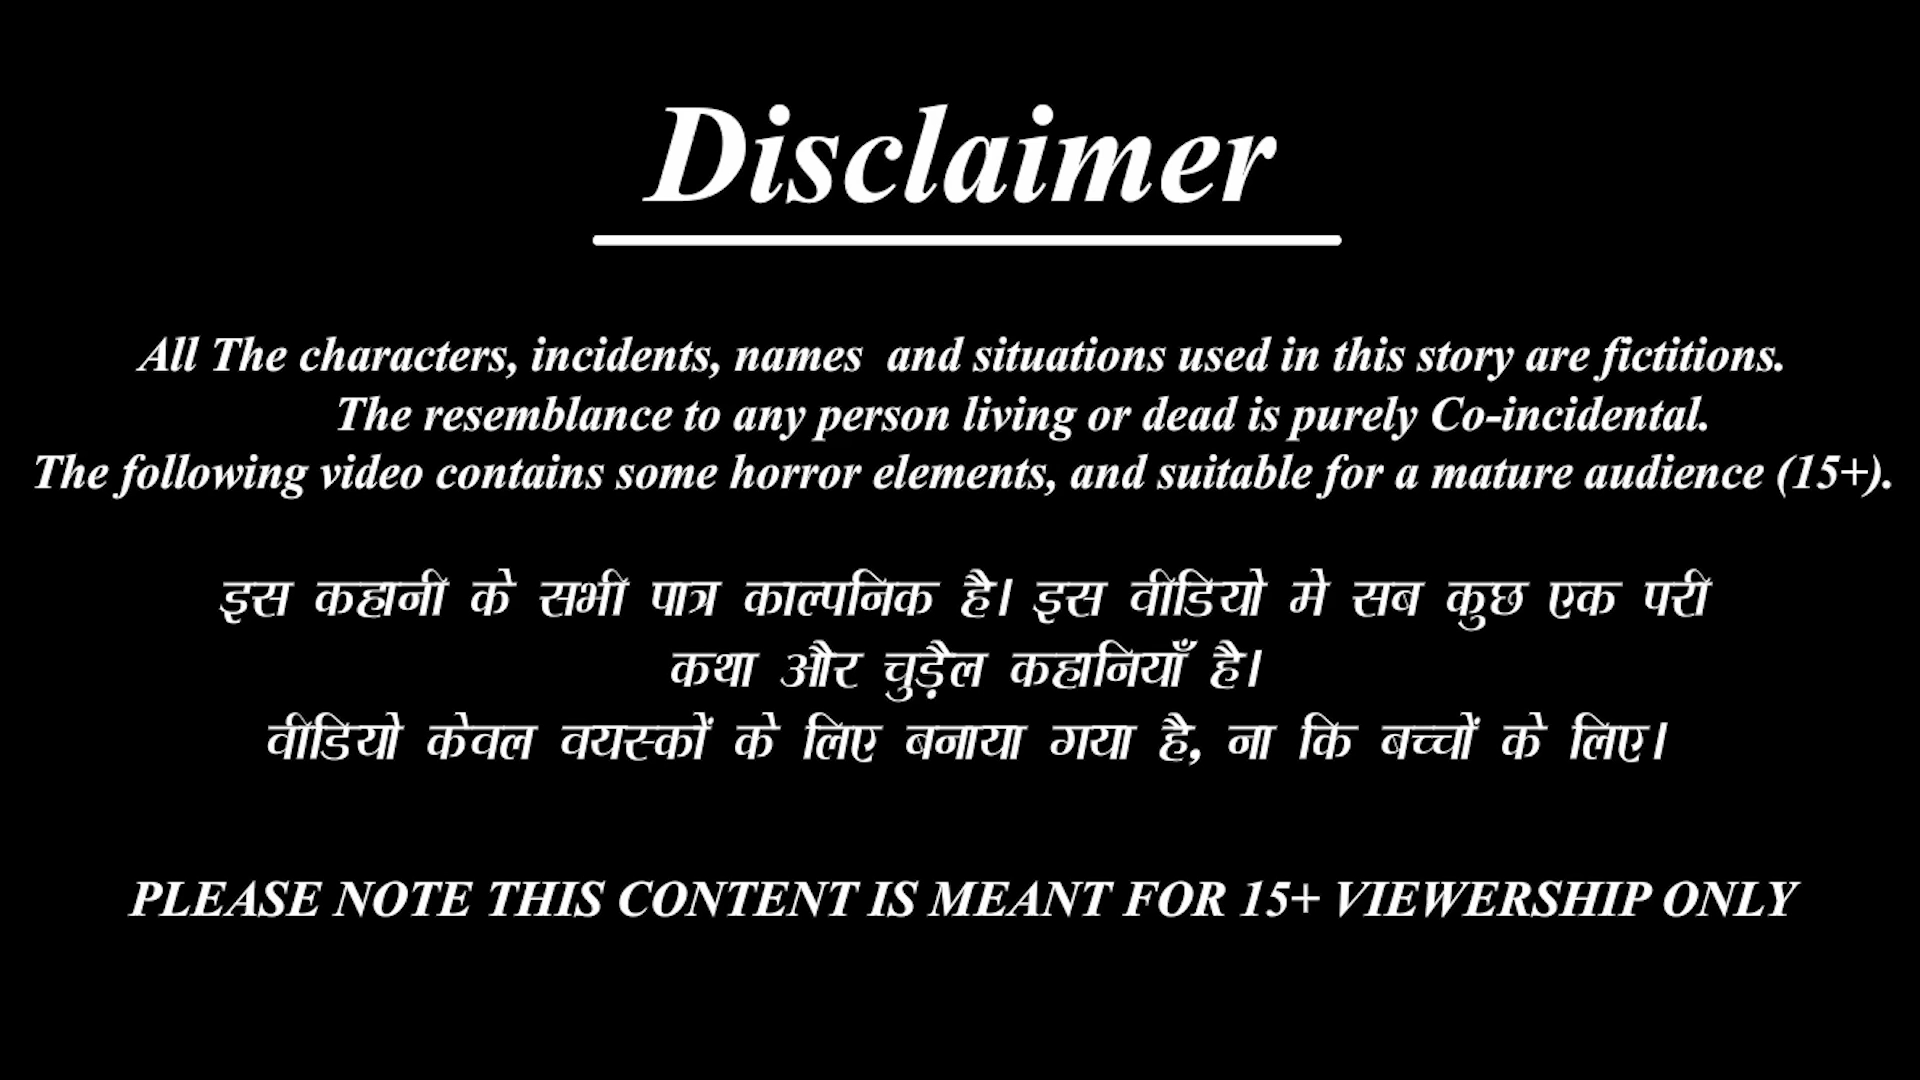 Disclaimer
All The characters, incidents, names and situations used in this story are fictitions.
The resemblance to any person living or dead is purely Co-incidental.
The following video contains some horror elements, and suitable for a mature audience (15+).
इस कहानी के सभी पात्र काल्पनिक है। इस वीडियो मे सब कुछ एक परी
कथा और चुड़ैल कहानियाँ है।
वीडियो केवल वयस्कों के लिए बनाया गया है, ना कि बच्चों के लिए।
PLEASE NOTE THIS CONTENT IS MEANT FOR 15+ VIEWERSHIP ONLY